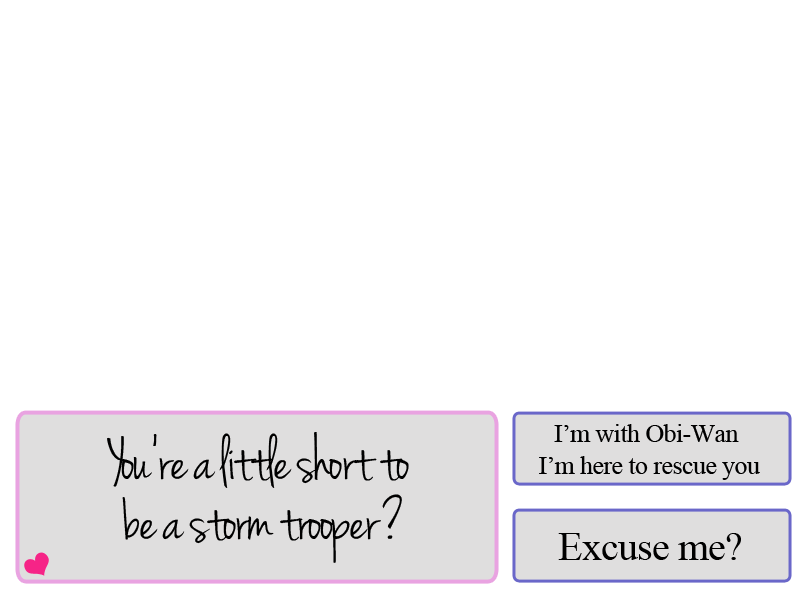 You're a little short to
be a storm trooper?
I'm with Obi-Wan
I'm here to rescue you
Excuse me?